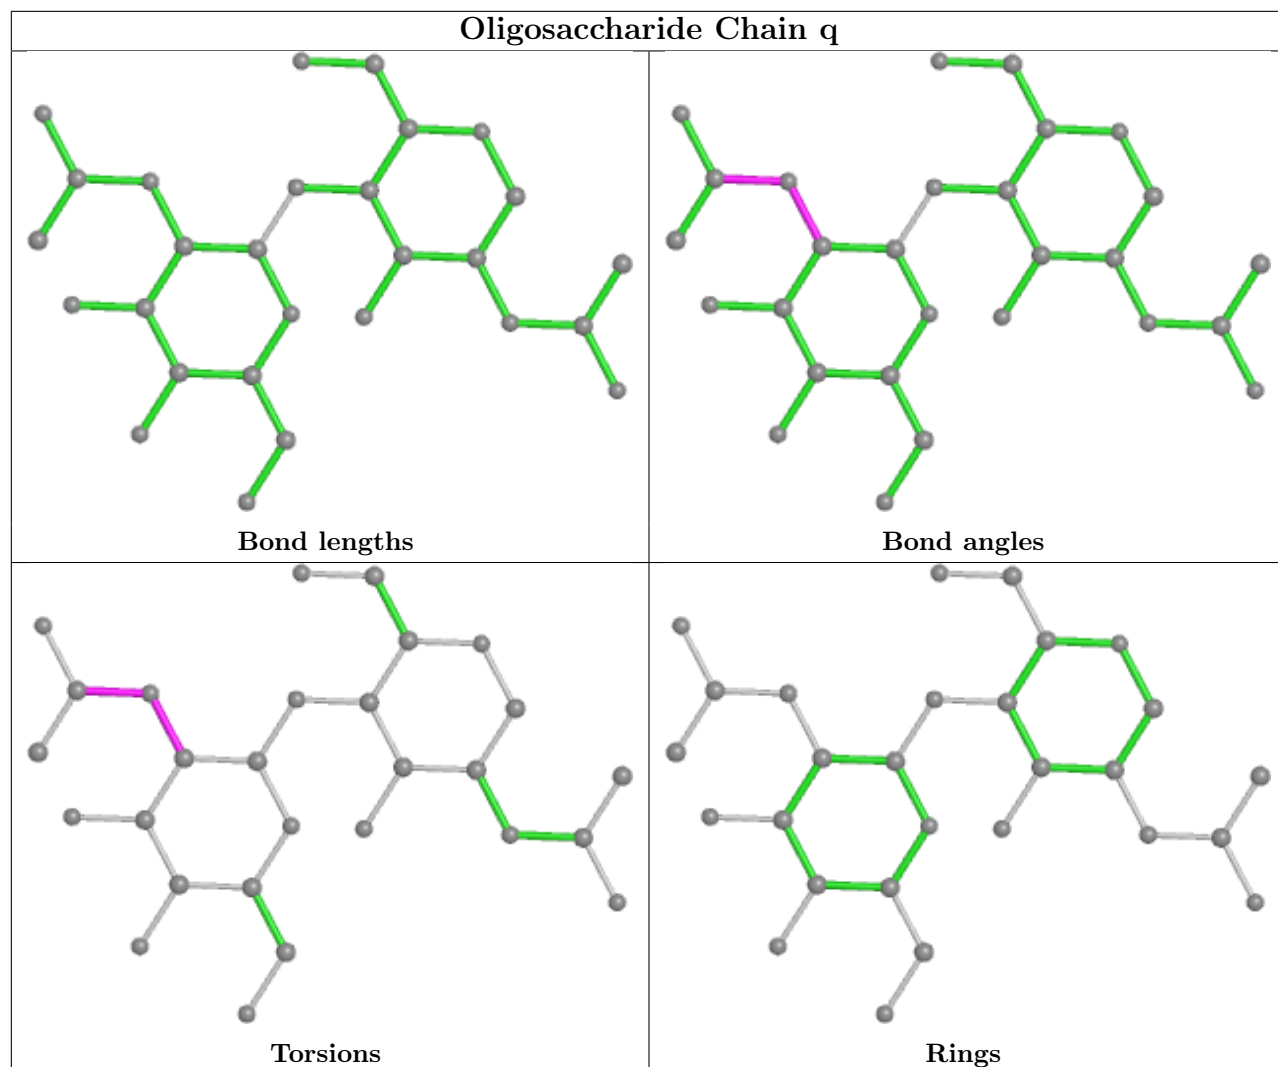 Oligosaccharide Chain q
Bond lengths
Bond angles
Torsions
Rings